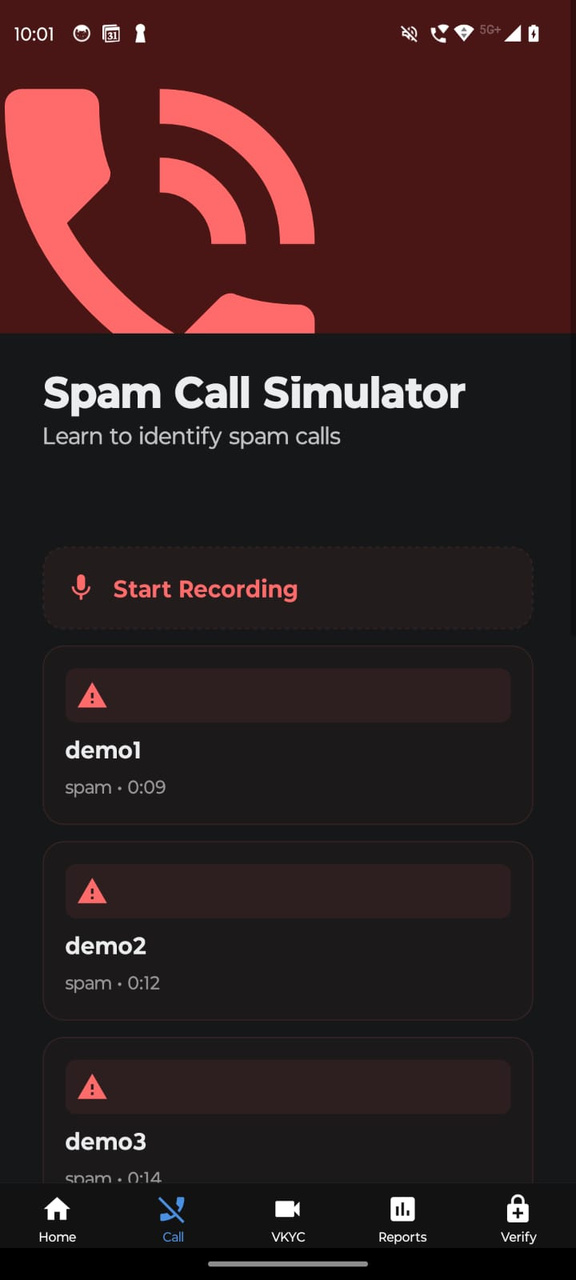 10:01
31
5G+
Spam Call Simulator
Learn to identify spam calls
Start Recording
demo1
spam • 0:09
demo2
spam • 0:12
demo3
spam • 0:14
Home
Call
VKYC
Reports
Verify